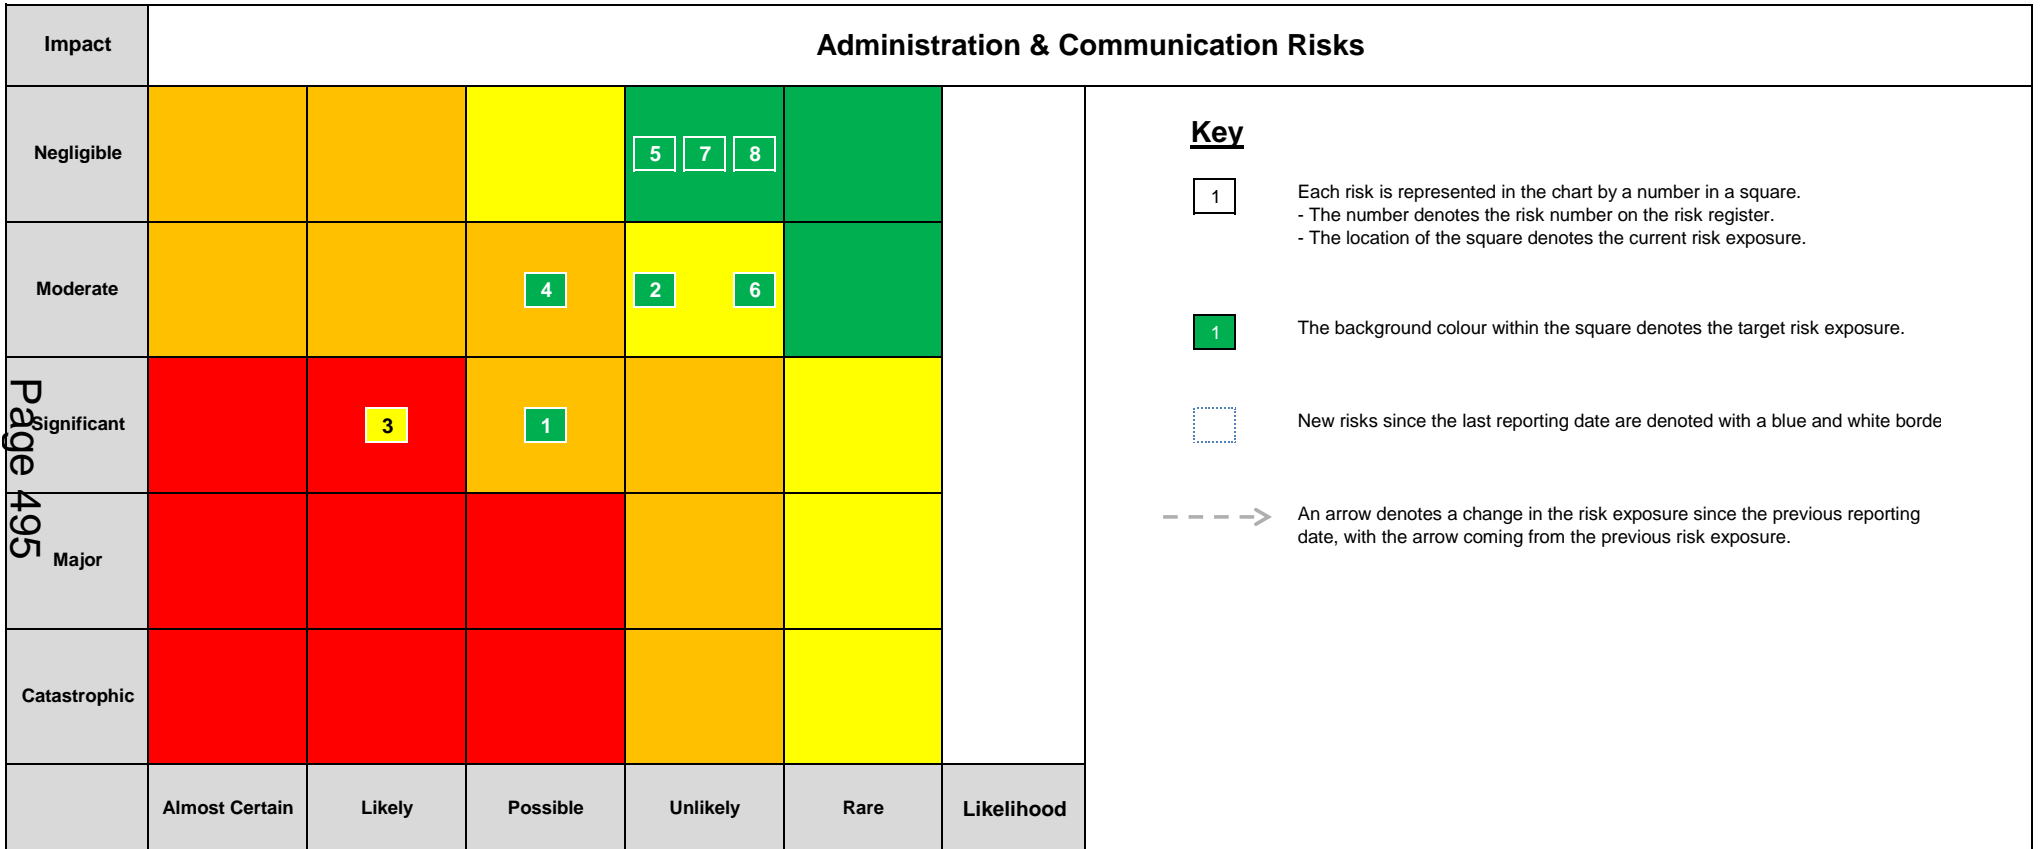 Impact
Administration & Communication Risks
Negligible
5 7 8
Moderate
4 2 6
Significant
3 1
Major
Catastrophic
Almost Certain Likely Possible Unlikely Rare Likelihood
Key
1
Each risk is represented in the chart by a number in a square.
- The number denotes the risk number on the risk register.
- The location of the square denotes the current risk exposure.
1
The background colour within the square denotes the target risk exposure.
New risks since the last reporting date are denoted with a blue and white borde
An arrow denotes a change in the risk exposure since the previous reporting
date, with the arrow coming from the previous risk exposure.
Page 495